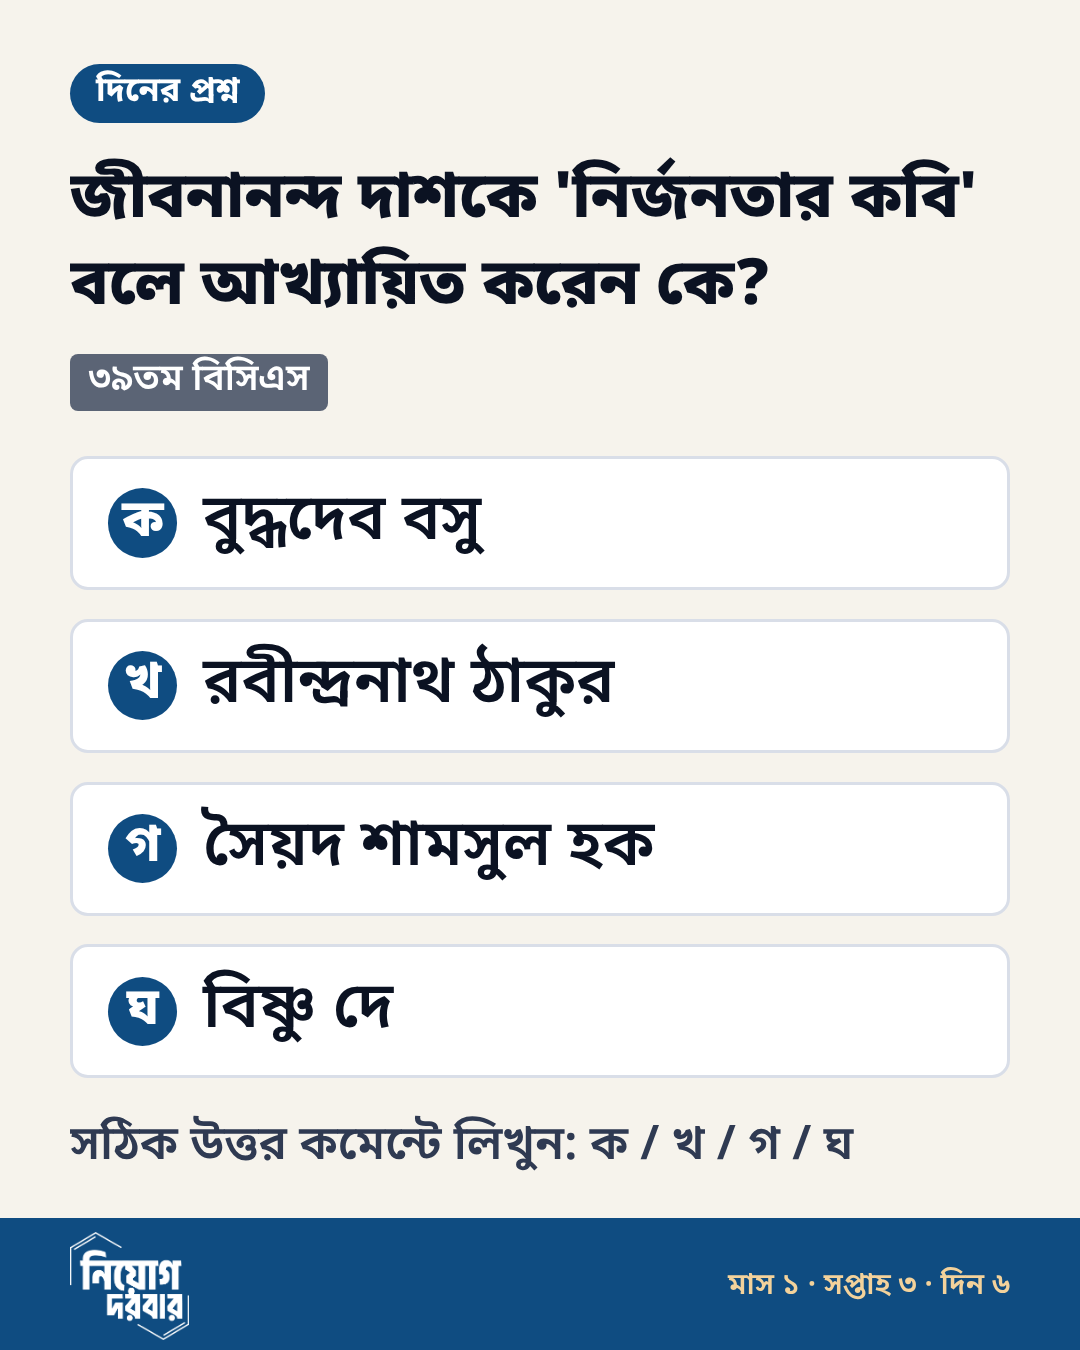 দিনের প্রশ্ন
জীবনানন্দ দাশকে 'নির্জনতার কবি'
বলে আখ্যায়িত করেন কে?
৩৯তম বিসিএস
ক বুদ্ধদেব বসু
খ রবীন্দ্রনাথ ঠাকুর
গ সৈয়দ শামসুল হক
ঘ বিষ্ণু দে
সঠিক উত্তর কমেন্টে লিখুন: ক / খ / গ / ঘ
নিয়োগ
দরবার
মাস ১ · সপ্তাহ ৩ · দিন ৬